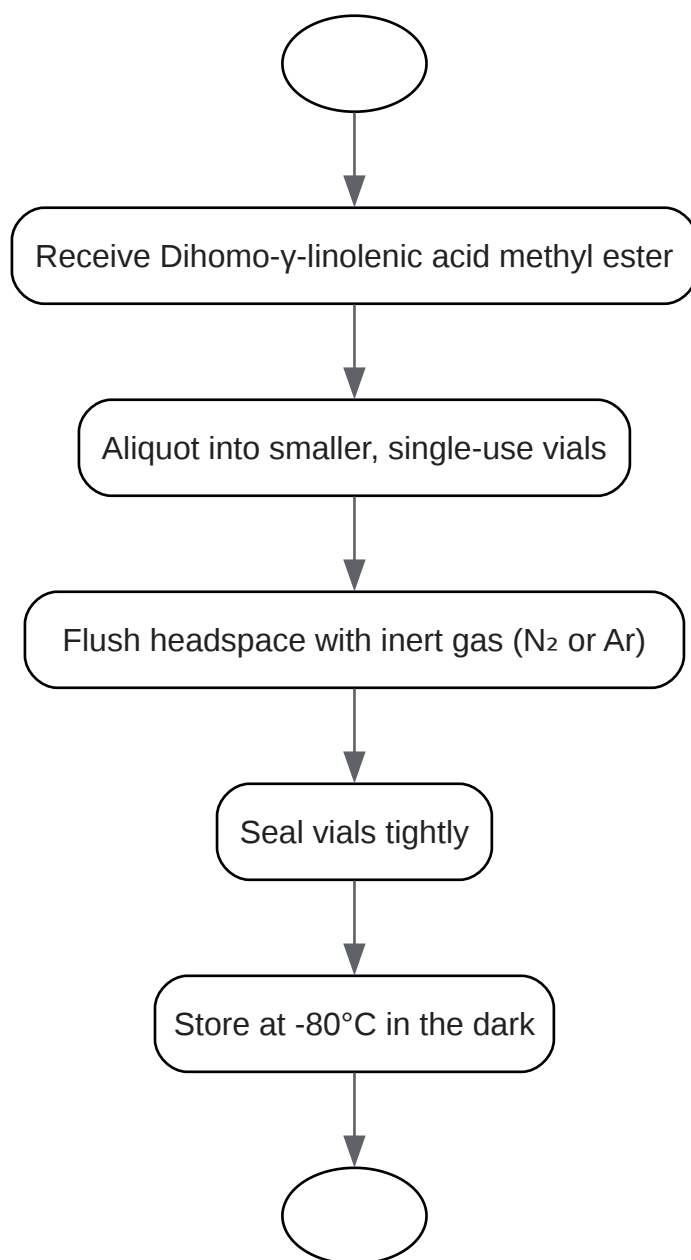 Receive Dihomo-γ-linolenic acid methyl ester
Aliquot into smaller, single-use vials
Flush headspace with inert gas (N₂ or Ar)
Seal vials tightly
Store at -80°C in the dark